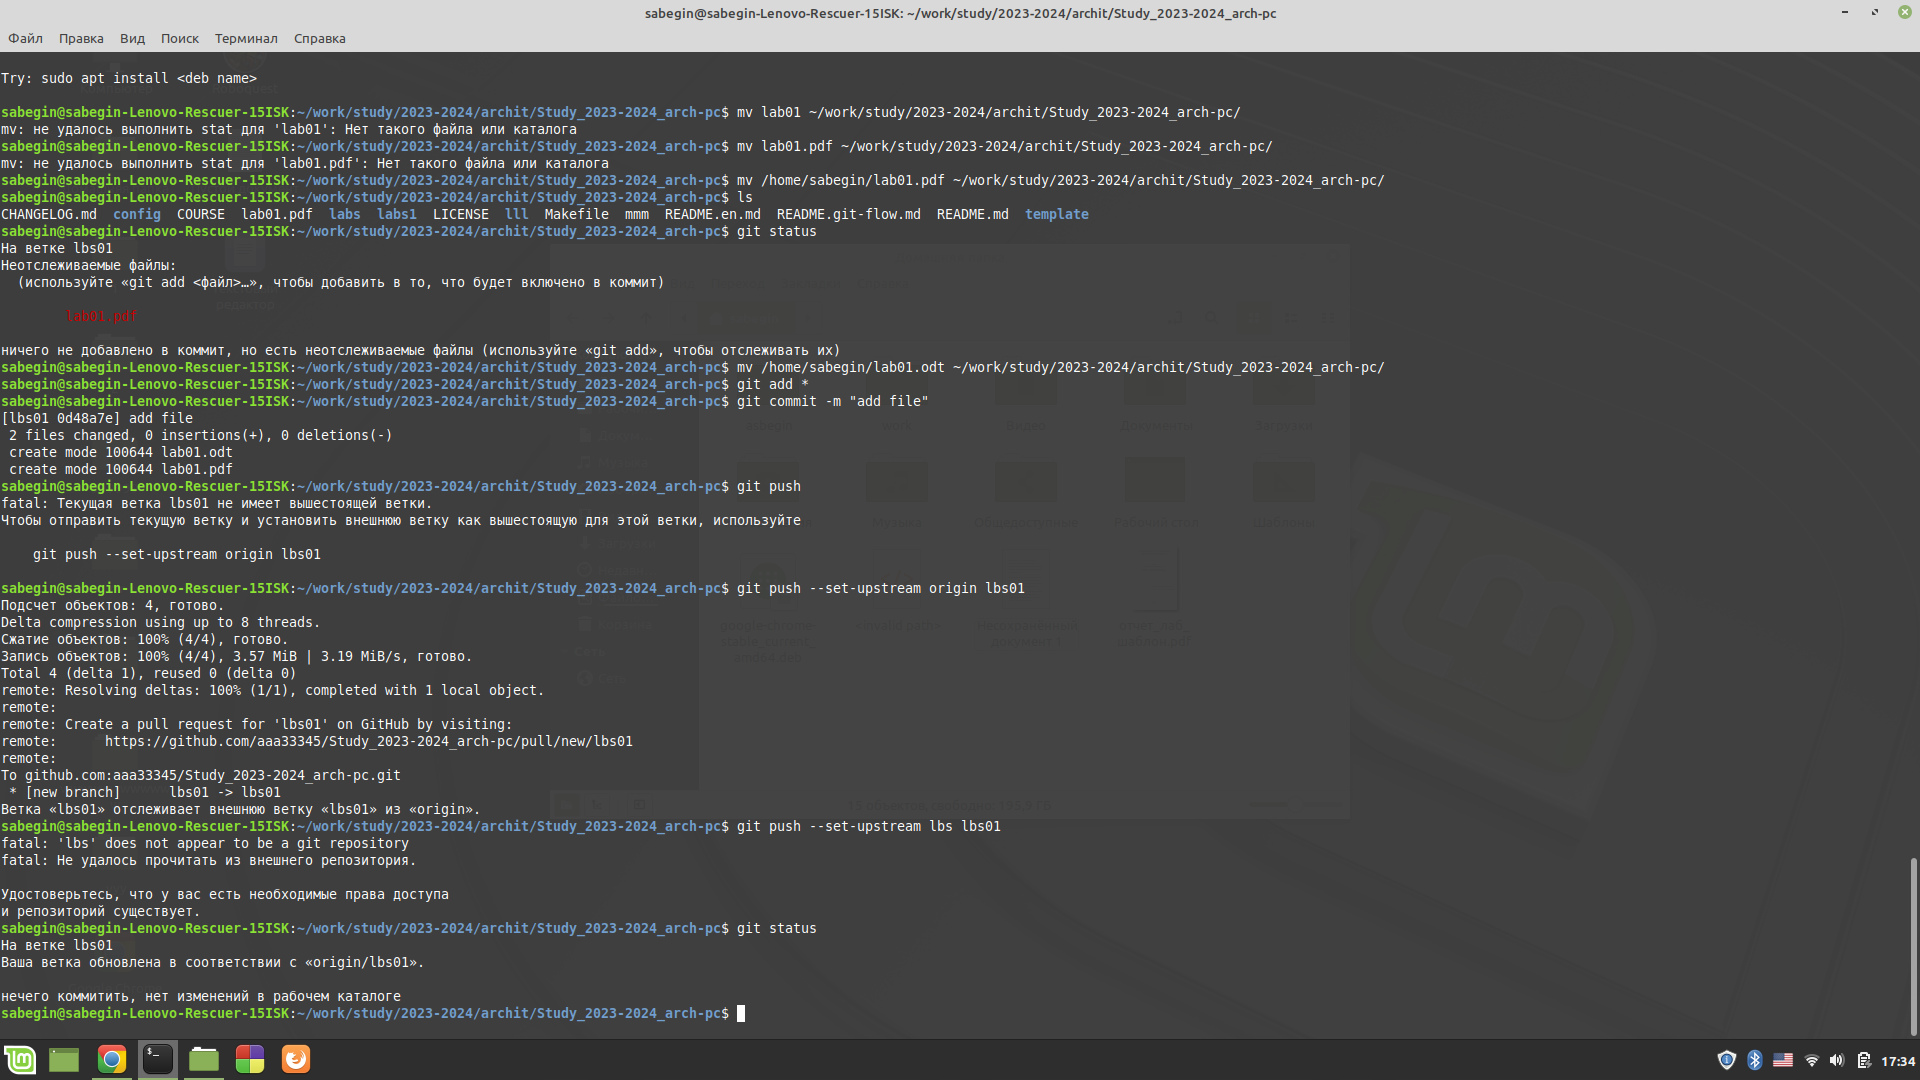 sabegin@sabegin-Lenovo-Rescuer-15ISK: ~/work/study/2023-2024/archit/Study_2023-2024_arch-pc
Файл Правка Вид Поиск Терминал Справка
Try: sudo apt install <deb name>
sabegin@sabegin-Lenovo-Rescuer-15ISK:~/work/study/2023-2024/archit/Study_2023-2024_arch-pc$ mv lab01 ~/work/study/2023-2024/archit/Study_2023-2024_arch-pc/
mv: не удалось выполнить stat для 'lab01': Нет такого файла или каталога
sabegin@sabegin-Lenovo-Rescuer-15ISK:~/work/study/2023-2024/archit/Study_2023-2024_arch-pc$ mv lab01.pdf ~/work/study/2023-2024/archit/Study_2023-2024_arch-pc/
mv: не удалось выполнить stat для 'lab01.pdf': Нет такого файла или каталога
sabegin@sabegin-Lenovo-Rescuer-15ISK:~/work/study/2023-2024/archit/Study_2023-2024_arch-pc$ mv /home/sabegin/lab01.pdf ~/work/study/2023-2024/archit/Study_2023-2024_arch-pc/
sabegin@sabegin-Lenovo-Rescuer-15ISK:~/work/study/2023-2024/archit/Study_2023-2024_arch-pc$ ls
CHANGELOG.md config COURSE lab01.pdf labs labs1 LICENSE lll Makefile mmm README.en.md README.git-flow.md README.md template
sabegin@sabegin-Lenovo-Rescuer-15ISK:~/work/study/2023-2024/archit/Study_2023-2024_arch-pc$ git status
На ветке lbs01
Неотслеживаемые файлы:
(используйте «git add <файл>…», чтобы добавить в то, что будет включено в коммит)
lab01.pdf
ничего не добавлено в коммит, но есть неотслеживаемые файлы (используйте «git add», чтобы отслеживать их)
sabegin@sabegin-Lenovo-Rescuer-15ISK:~/work/study/2023-2024/archit/Study_2023-2024_arch-pc$ mv /home/sabegin/lab01.odt ~/work/study/2023-2024/archit/Study_2023-2024_arch-pc/
sabegin@sabegin-Lenovo-Rescuer-15ISK:~/work/study/2023-2024/archit/Study_2023-2024_arch-pc$ git add *
sabegin@sabegin-Lenovo-Rescuer-15ISK:~/work/study/2023-2024/archit/Study_2023-2024_arch-pc$ git commit -m "add file"
[lbs01 0d48a7e] add file
2 files changed, 0 insertions(+), 0 deletions(-)
create mode 100644 lab01.odt
create mode 100644 lab01.pdf
sabegin@sabegin-Lenovo-Rescuer-15ISK:~/work/study/2023-2024/archit/Study_2023-2024_arch-pc$ git push
fatal: Текущая ветка lbs01 не имеет вышестоящей ветки.
Чтобы отправить текущую ветку и установить внешнюю ветку как вышестоящую для этой ветки, используйте
git push --set-upstream origin lbs01
sabegin@sabegin-Lenovo-Rescuer-15ISK:~/work/study/2023-2024/archit/Study_2023-2024_arch-pc$ git push --set-upstream origin lbs01
Подсчет объектов: 4, готово.
Delta compression using up to 8 threads.
Сжатие объектов: 100% (4/4), готово.
Запись объектов: 100% (4/4), 3.57 MiB | 3.19 MiB/s, готово.
Total 4 (delta 1), reused 0 (delta 0)
remote: Resolving deltas: 100% (1/1), completed with 1 local object.
remote:
remote: Create a pull request for 'lbs01' on GitHub by visiting:
remote: https://github.com/aaa33345/Study_2023-2024_arch-pc/pull/new/lbs01
remote:
To github.com:aaa33345/Study_2023-2024_arch-pc.git
* [new branch] lbs01 -> lbs01
Ветка «lbs01» отслеживает внешнюю ветку «lbs01» из «origin».
sabegin@sabegin-Lenovo-Rescuer-15ISK:~/work/study/2023-2024/archit/Study_2023-2024_arch-pc$ git push --set-upstream lbs lbs01
fatal: 'lbs' does not appear to be a git repository
fatal: Не удалось прочитать из внешнего репозитория.
Удостоверьтесь, что у вас есть необходимые права доступа
и репозиторий существует.
sabegin@sabegin-Lenovo-Rescuer-15ISK:~/work/study/2023-2024/archit/Study_2023-2024_arch-pc$ git status
На ветке lbs01
Ваша ветка обновлена в соответствии с «origin/lbs01».
нечего коммитить, нет изменений в рабочем каталоге
sabegin@sabegin-Lenovo-Rescuer-15ISK:~/work/study/2023-2024/archit/Study_2023-2024_arch-pc$
17:34